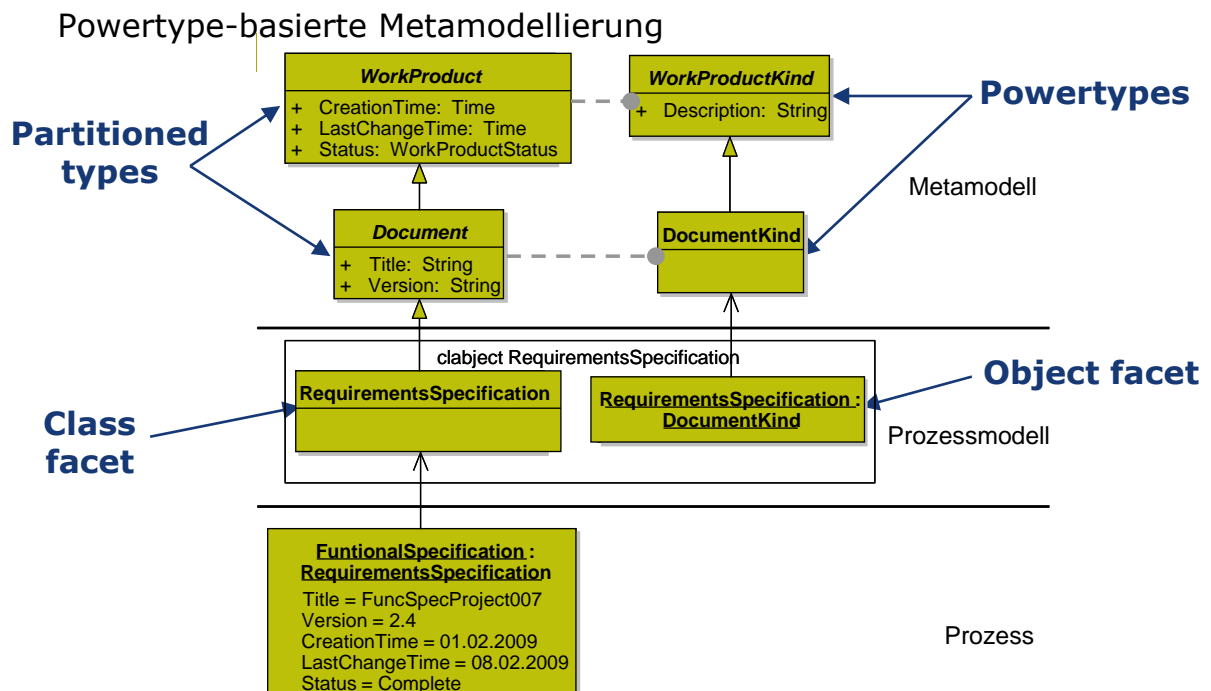 Powertype-basierte Metamodellierung
WorkProduct
+ CreationTime: Time
+ LastChangeTime: Time
+ Status: WorkProductStatus
WorkProductKind
+ Description: String
Powertypes
Partitioned
types
Metamodell
Document
+ Title: String
+ Version: String
DocumentKind
clabject RequirementsSpecification
RequirementsSpecification
RequirementsSpecification :
DocumentKind
Object facet
Class
facet
Prozessmodell
FuntionalSpecification :
RequirementsSpecification
Title = FuncSpecProject007
Version = 2.4
CreationTime = 01.02.2009
LastChangeTime = 08.02.2009
Status = Complete
Prozess